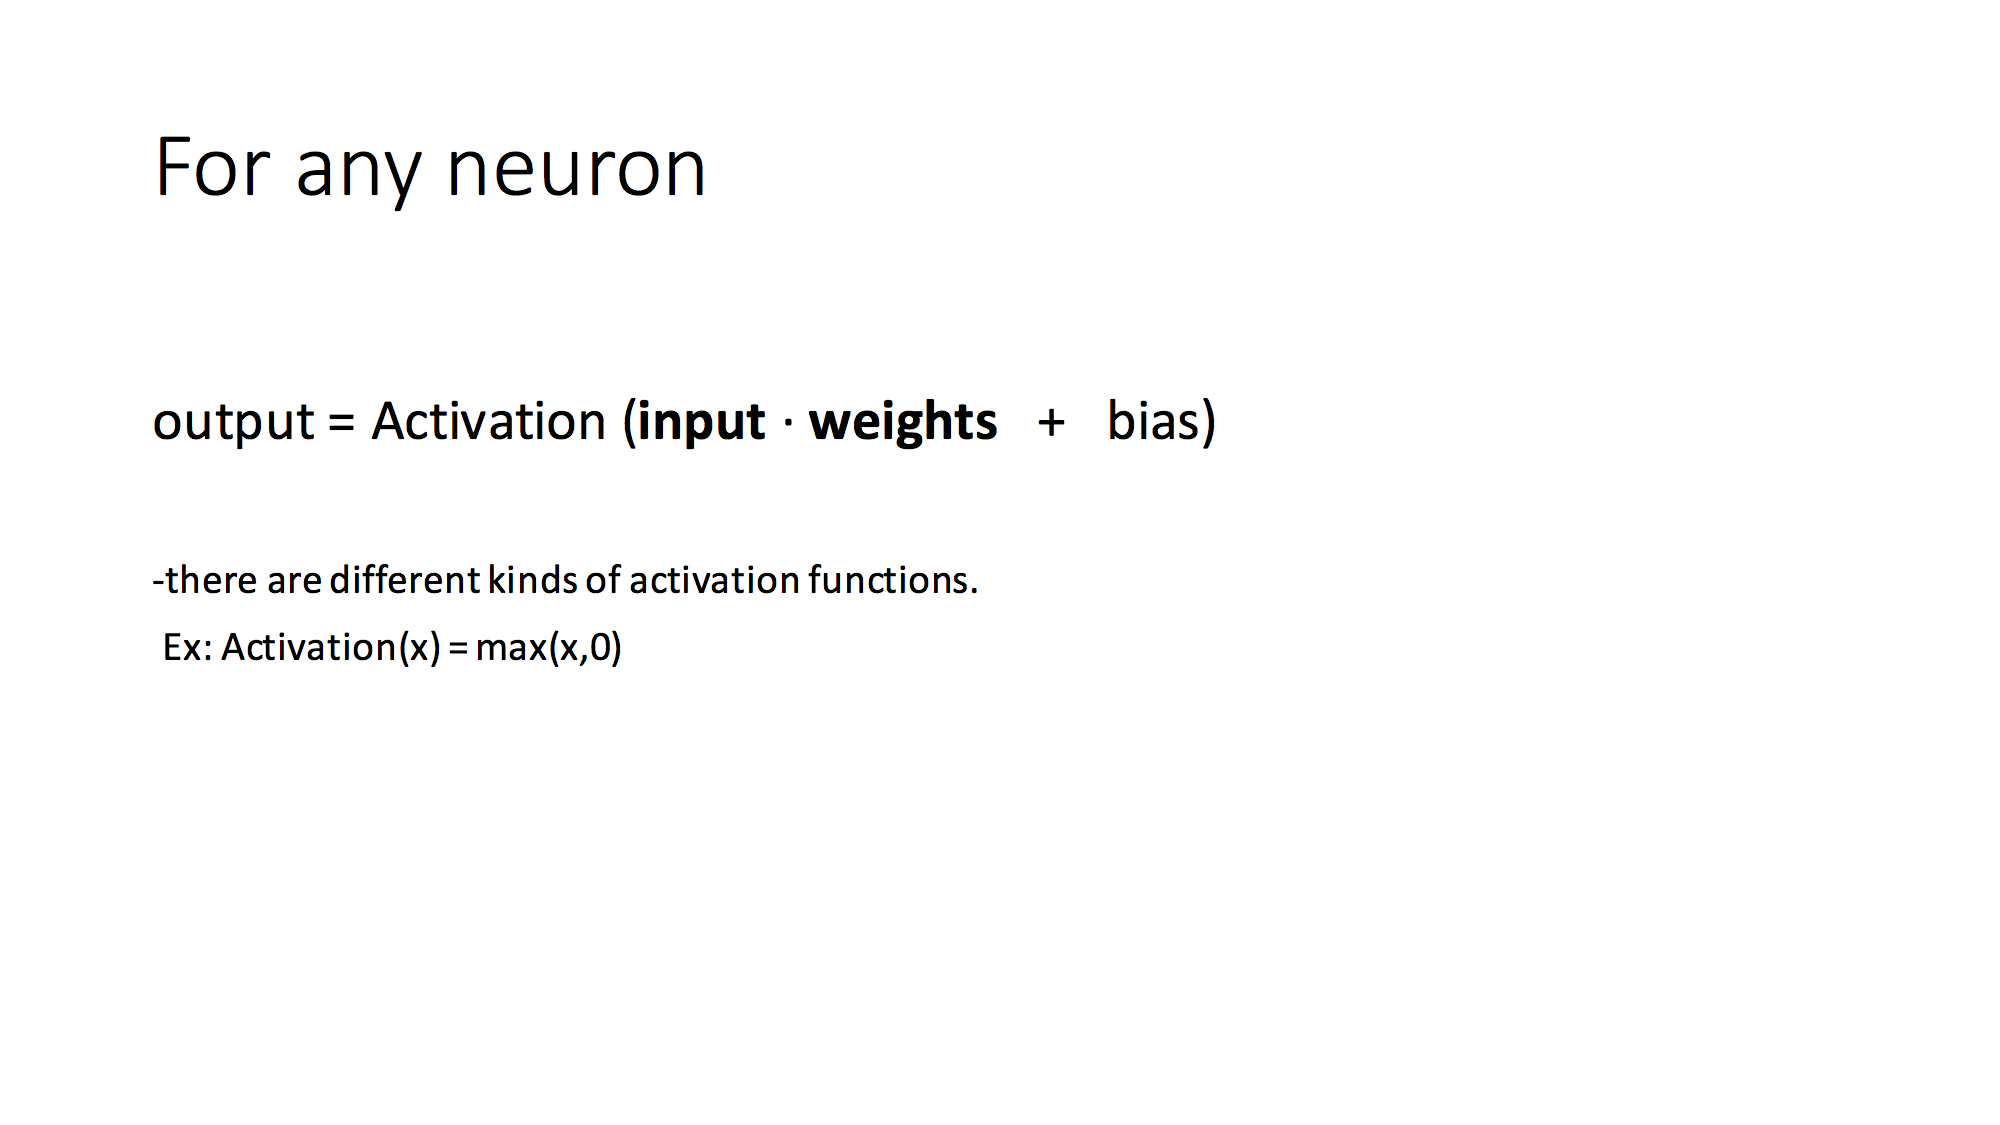 For any neuron
output = Activation (input · weights + bias)
-there are different kinds of activation functions.
Ex: Activation(x) = max(x,0)